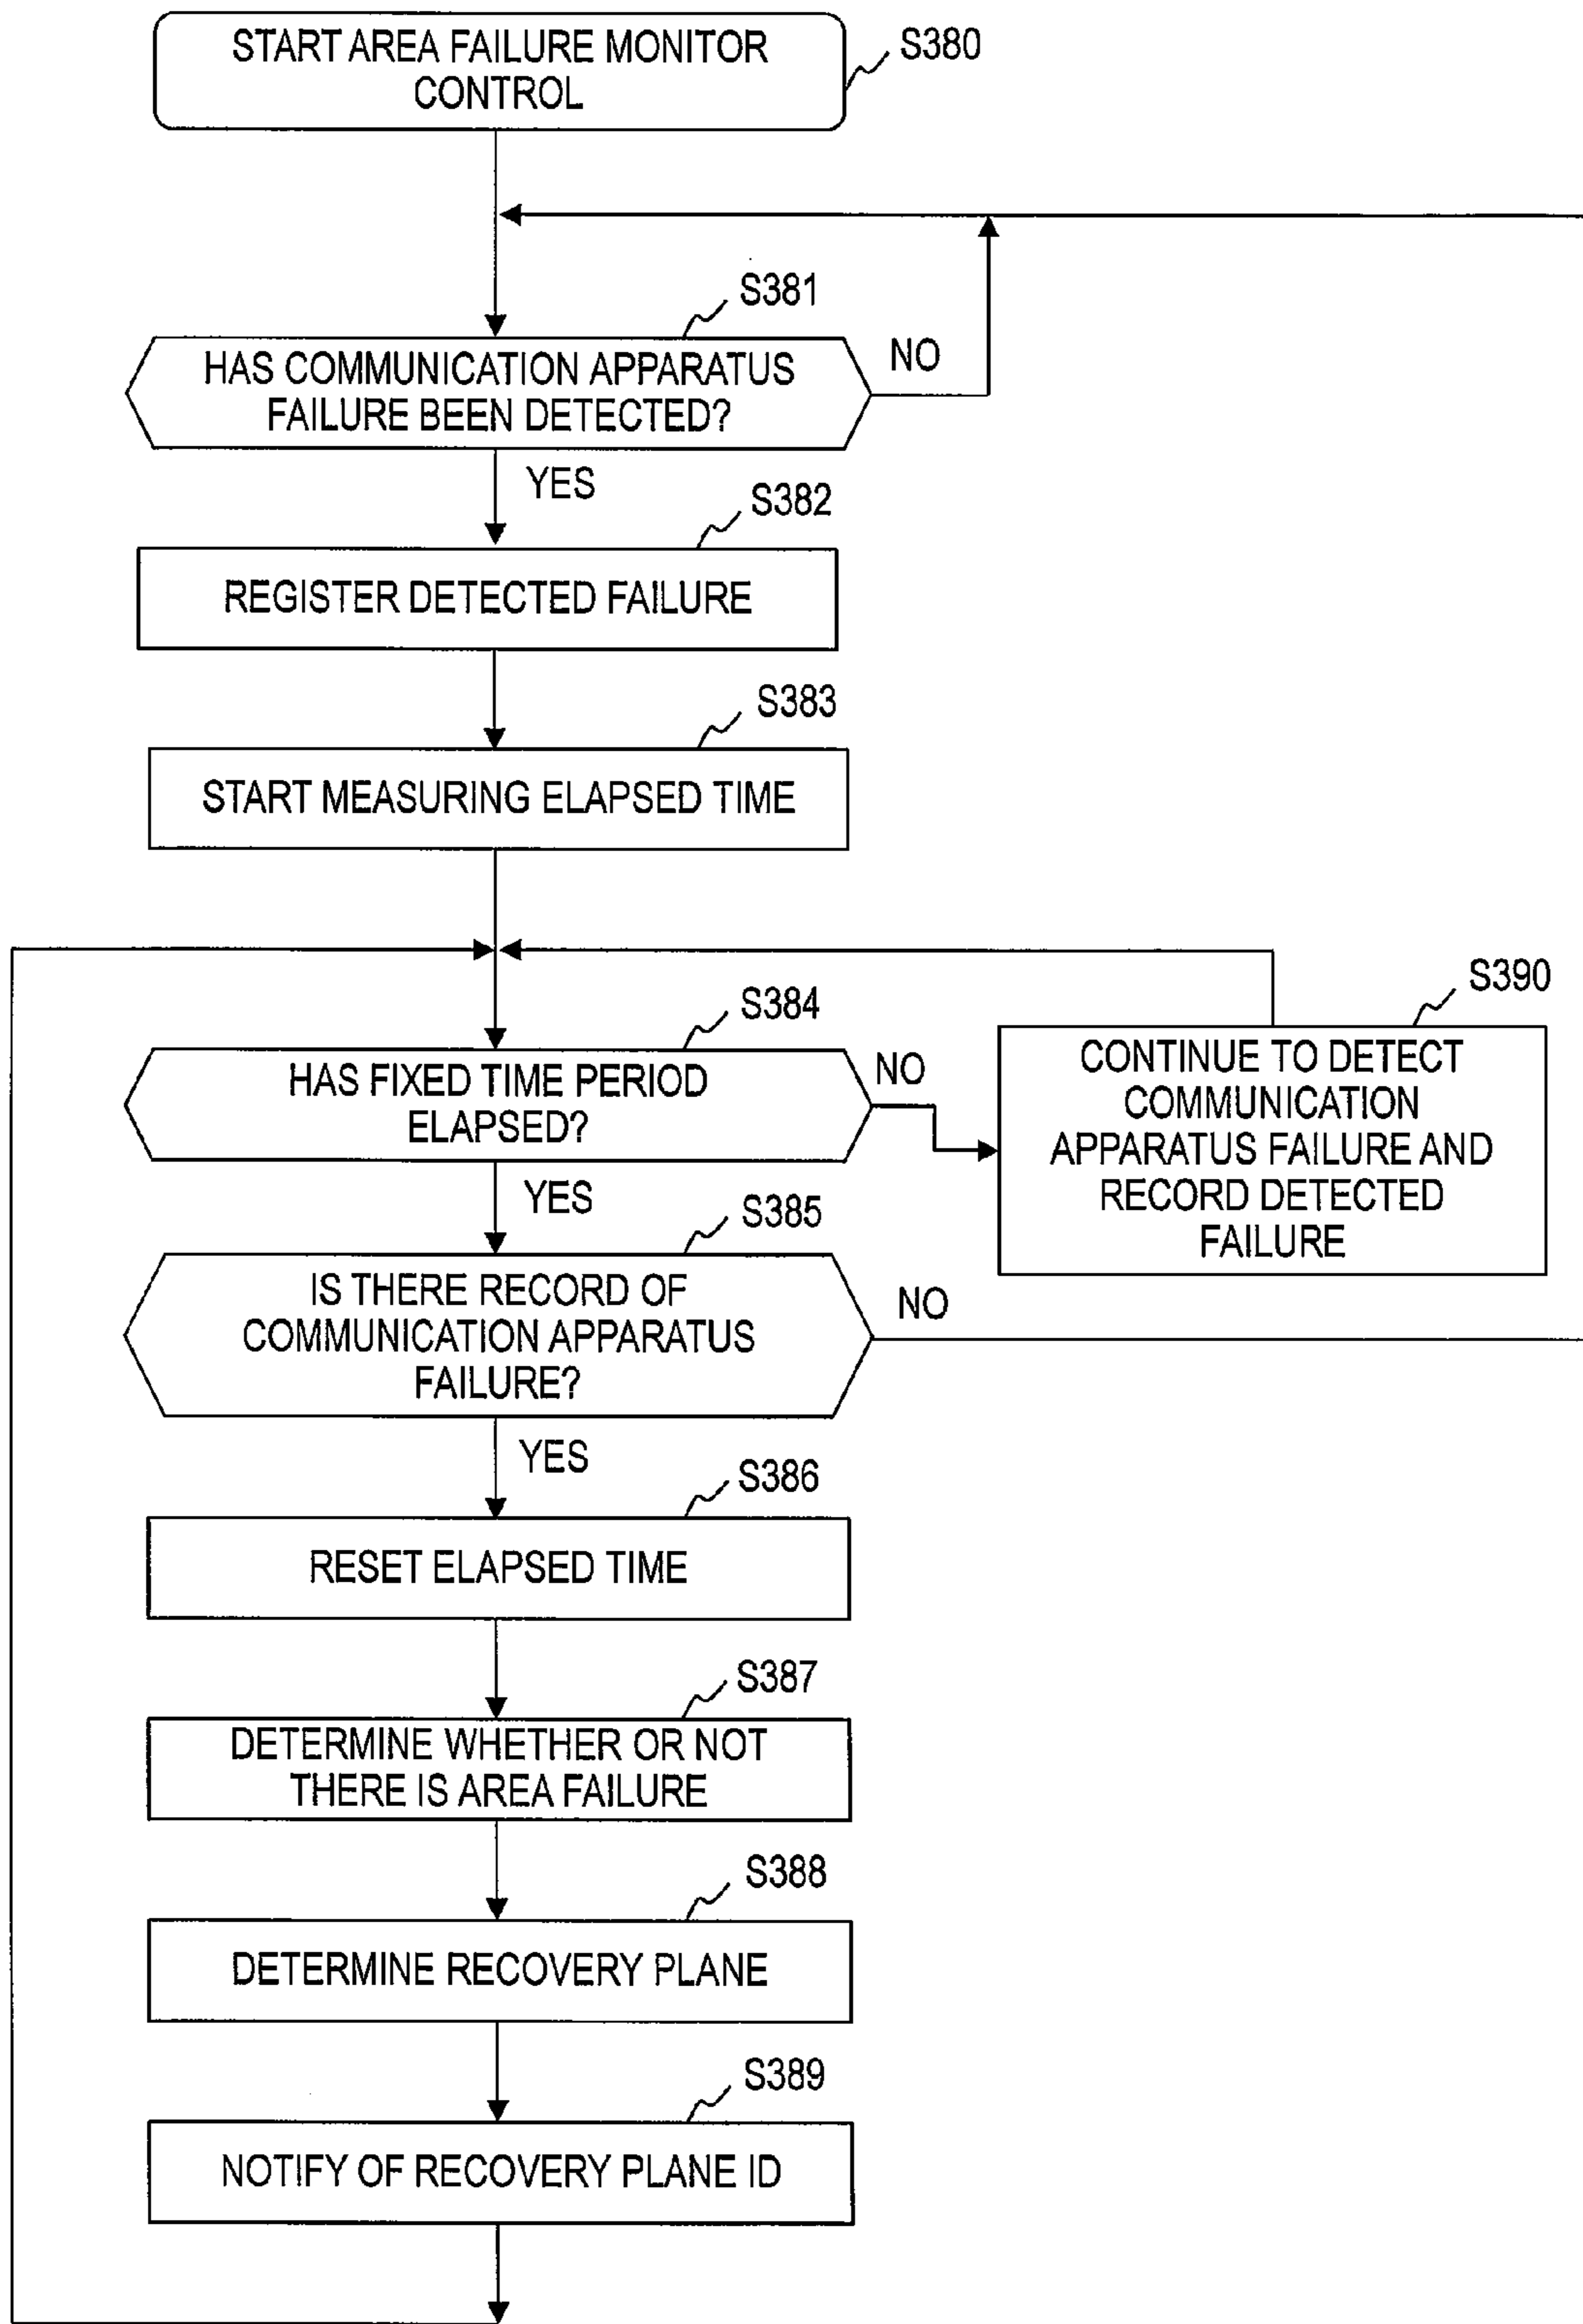 START AREA FAILURE MONITOR
CONTROL
S380
S381
HAS COMMUNICATION APPARATUS
FAILURE BEEN DETECTED?
NO
YES
S382
REGISTER DETECTED FAILURE
S383
START MEASURING ELAPSED TIME
S384
HAS FIXED TIME PERIOD
ELAPSED?
NO
S390
CONTINUE TO DETECT
COMMUNICATION
APPARATUS FAILURE AND
RECORD DETECTED
FAILURE
YES
S385
IS THERE RECORD OF
COMMUNICATION APPARATUS
FAILURE?
NO
YES
S386
RESET ELAPSED TIME
S387
DETERMINE WHETHER OR NOT
THERE IS AREA FAILURE
S388
DETERMINE RECOVERY PLANE
S389
NOTIFY OF RECOVERY PLANE ID